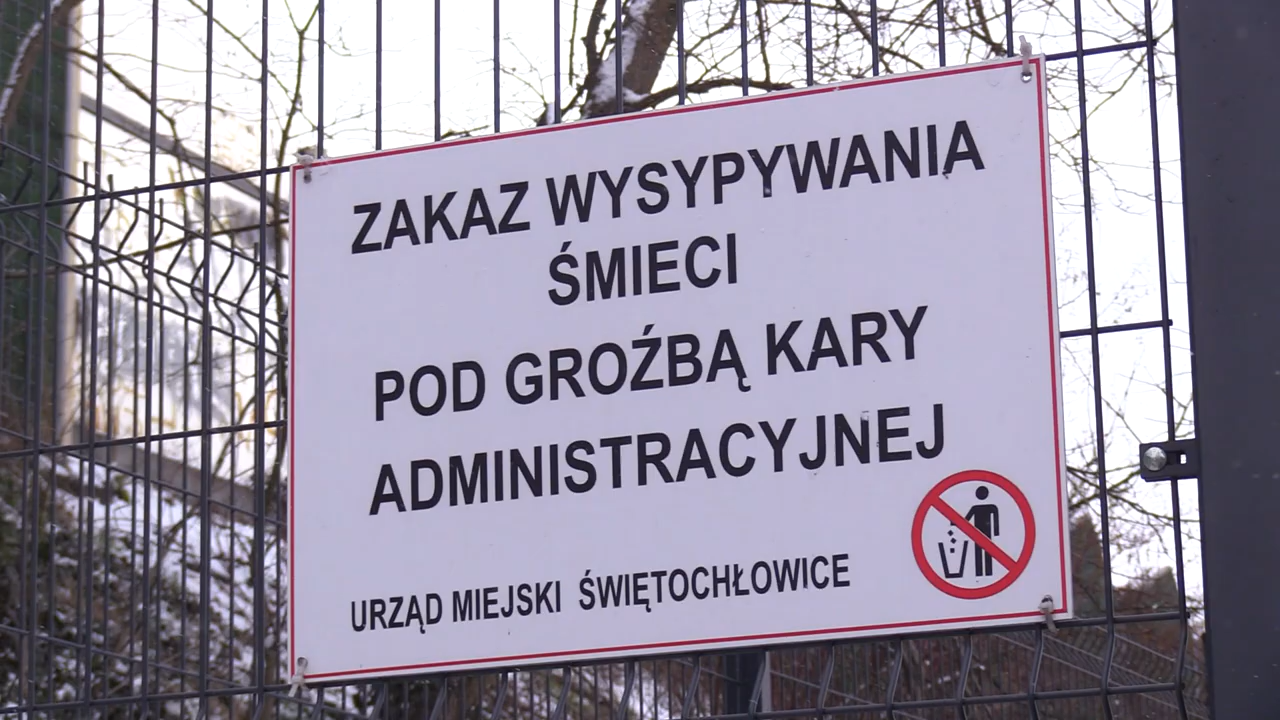 ZAKAZ WYSYPYWANIA
ŚMIECI
POD GROŹBĄ KARY
ADMINISTRACYJNEJ
URZĄD MIEJSKI ŚWIĘTOCHŁOWICE